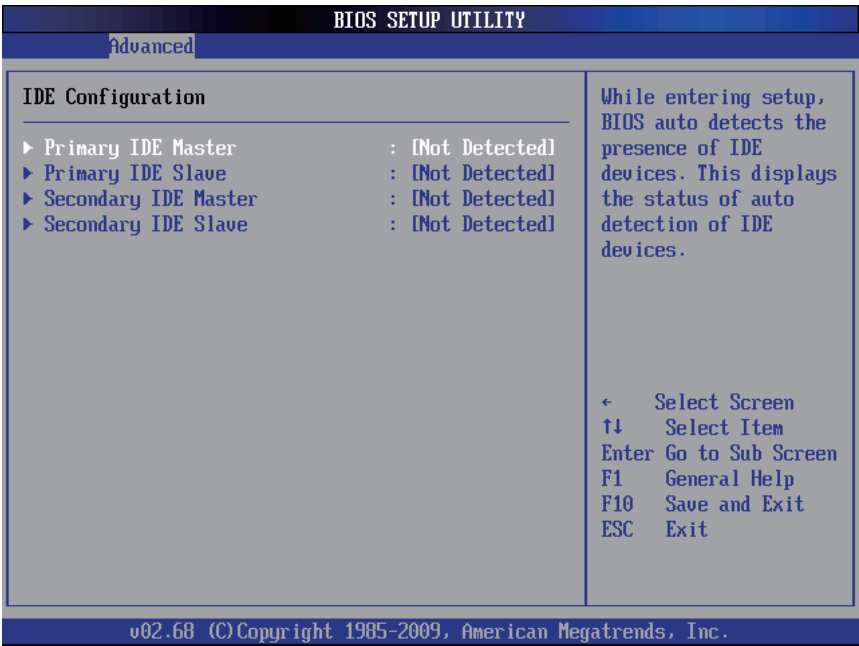 BIOS SETUP UTILITY
Advanced
IDE Configuration
Primary IDE Master : [Not Detected]
Primary IDE Slave : [Not Detected]
Secondary IDE Master : [Not Detected]
Secondary IDE Slave : [Not Detected]
While entering setup,
BIOS auto detects the
presence of IDE
devices. This displays
the status of auto
detection of IDE
devices.
← Select Screen
↑↓ Select Item
Enter Go to Sub Screen
F1 General Help
F10 Save and Exit
ESC Exit
v02.68 (C)Copyright 1985-2009, American Megatrends, Inc.